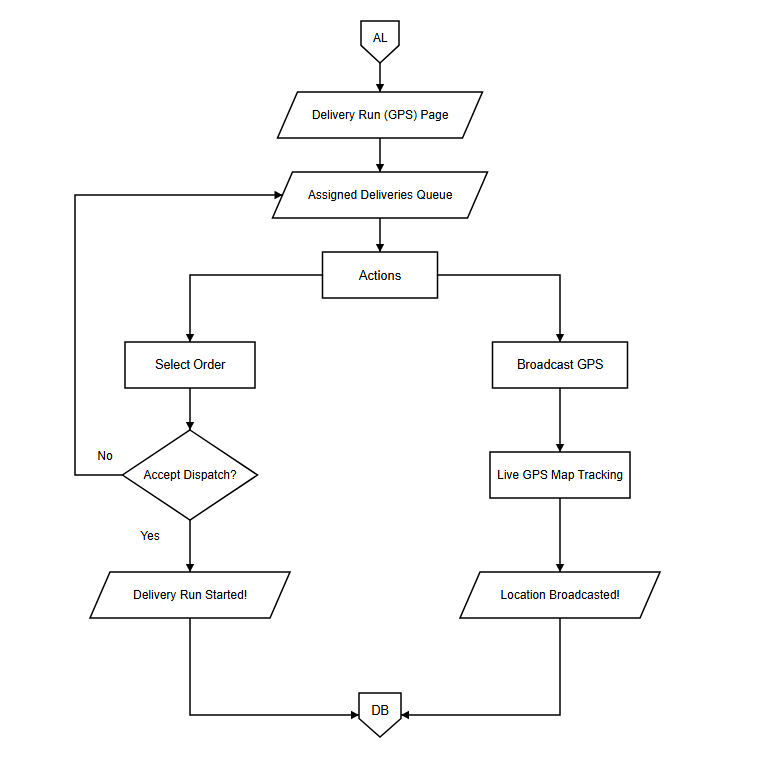 AL
Delivery Run (GPS) Page
Assigned Deliveries Queue
Actions
Select Order
Broadcast GPS
No
Accept Dispatch?
Live GPS Map Tracking
Yes
Delivery Run Started!
Location Broadcasted!
DB